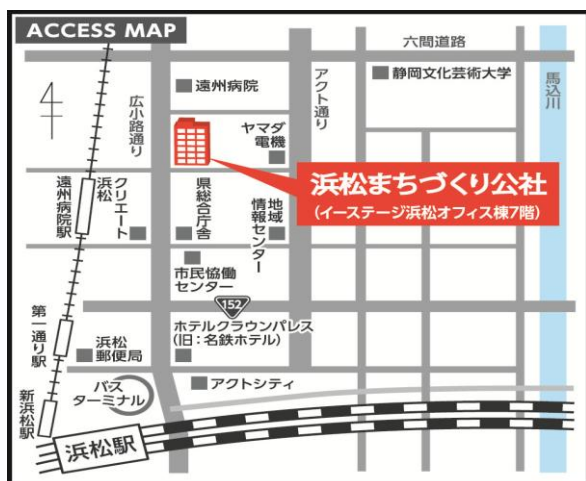 ACCESS MAP
六間道路
遠州病院
静岡文化芸術大学
アクト通り
馬込川
広小路通り
ヤマダ
電機
浜松まちづくり公社
(イーステージ浜松オフィス棟7階)
遠州病院駅
浜松
クリエート
県総合庁舎
地域
情報センター
市民協働
センター
152
第一通り駅
浜松
郵便局
ホテルクラウンパレス
(旧:名鉄ホテル)
バス
ターミナル
アクトシティ
新浜松駅
浜松駅